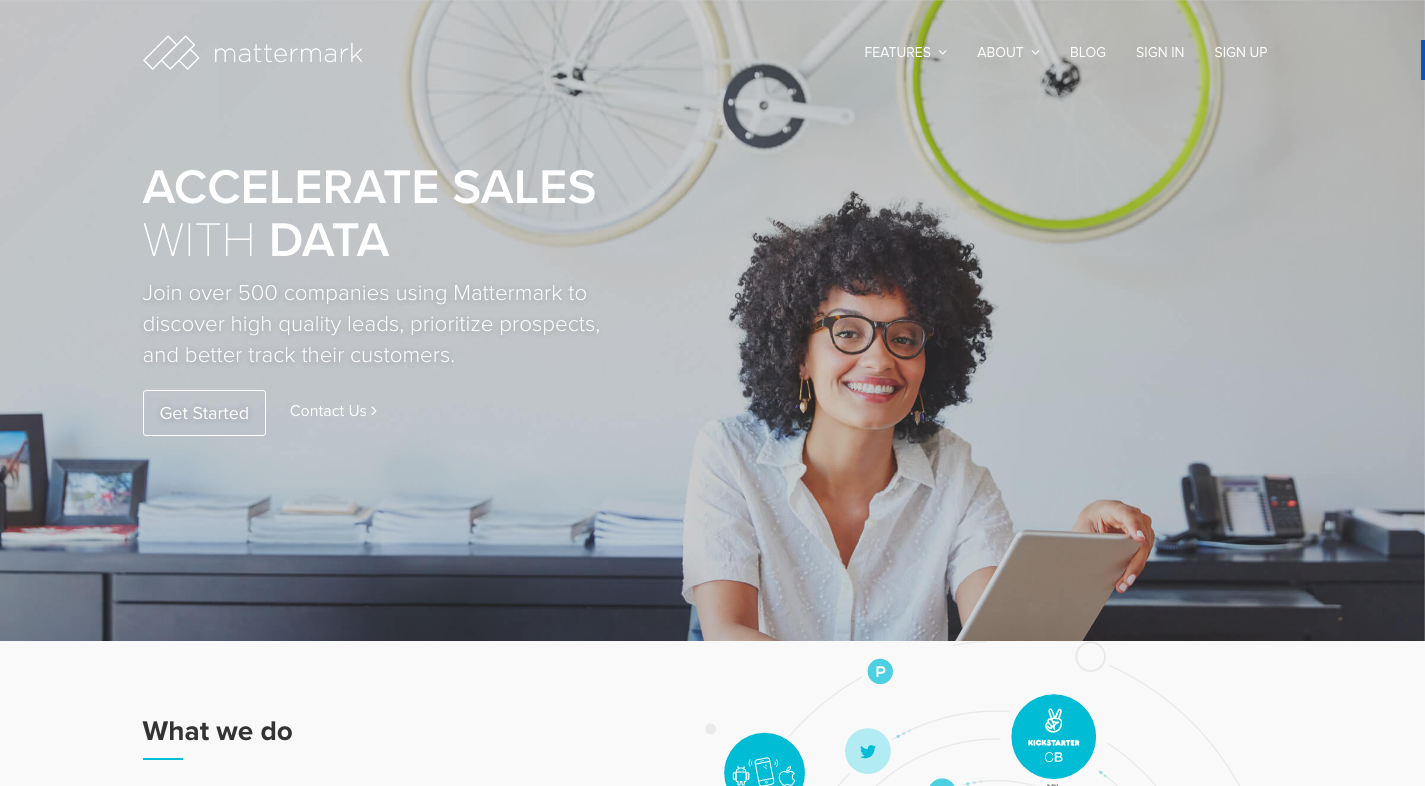 mattermark
FEATURES ABOUT BLOG SIGN IN SIGN UP
ACCELERATE SALES
WITH DATA
Join over 500 companies using Mattermark to
discover high quality leads, prioritize prospects,
and better track their customers.
Get Started
Contact Us
What we do
P
KICKSTARTER
CB